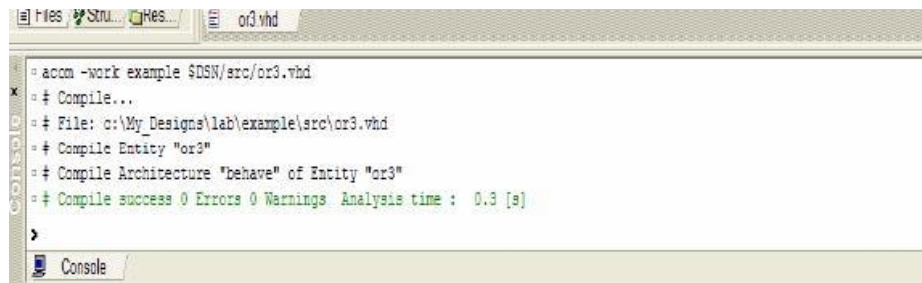 Files Stru... Res... or3.vhd
acom -work example $DSN/src/or3.vhd
# Compile...
# File: c:\My_Designs\lab\example\src\or3.vhd
# Compile Entity "or3"
# Compile Architecture "behave" of Entity "or3"
# Compile success 0 Errors 0 Warnings Analysis time : 0.3 [s]
>
Console